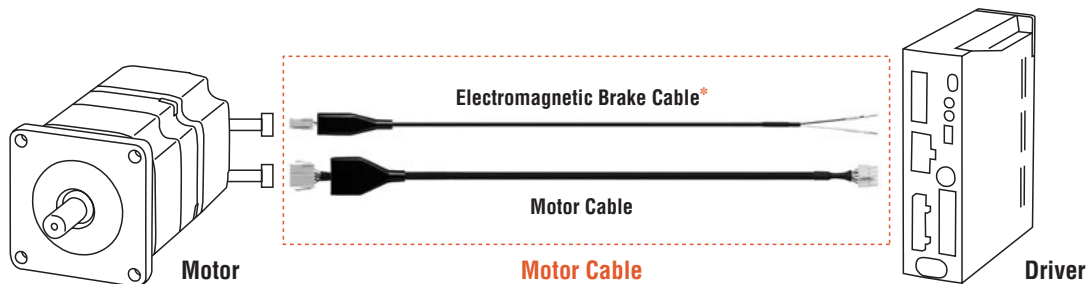 Electromagnetic Brake Cable*
Motor Cable
Motor
Motor Cable
Driver